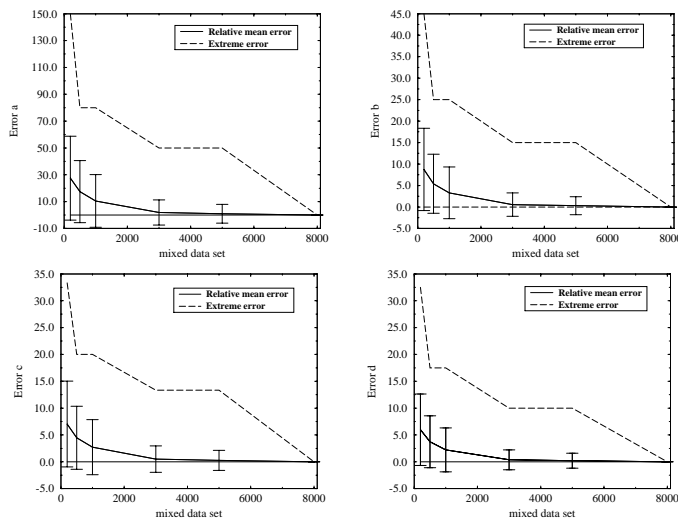 150.0
130.0
110.0
90.0
70.0
50.0
30.0
10.0
-10.0
Error a
Relative mean error
Extreme error
0 2000 4000 6000 8000
mixed data set
45.0
40.0
35.0
30.0
25.0
20.0
15.0
10.0
5.0
0.0
-5.0
Error b
Relative mean error
Extreme error
0 2000 4000 6000 8000
mixed data set
35.0
30.0
25.0
20.0
15.0
10.0
5.0
0.0
-5.0
Error c
Relative mean error
Extreme error
0 2000 4000 6000 8000
mixed data set
35.0
30.0
25.0
20.0
15.0
10.0
5.0
0.0
-5.0
Error d
Relative mean error
Extreme error
0 2000 4000 6000 8000
mixed data set